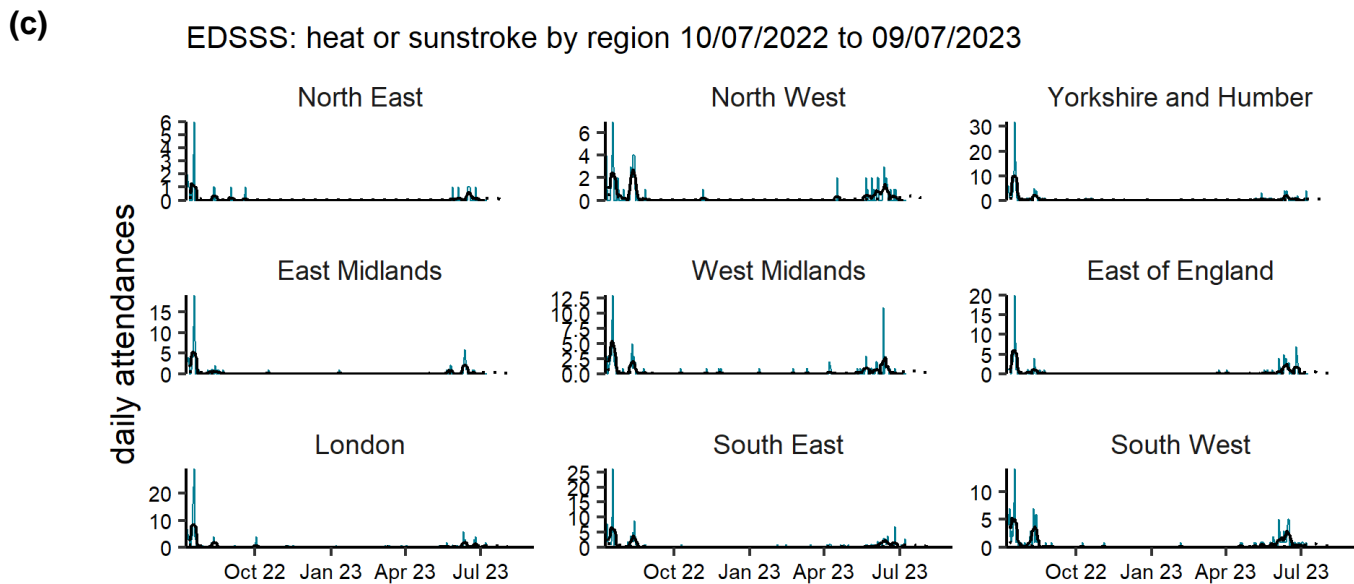 (c)
EDSSS: heat or sunstroke by region 10/07/2022 to 09/07/2023
daily attendances
North East
6
5
4
3
2
1
0
North West
6
4
2
0
Yorkshire and Humber
30
20
10
0
East Midlands
15
10
5
0
West Midlands
12.5
10.0
7.5
5.0
2.5
0.0
East of England
20
15
10
5
0
London
20
10
0
Oct 22 Jan 23 Apr 23 Jul 23
South East
25
20
15
10
5
0
Oct 22 Jan 23 Apr 23 Jul 23
South West
10
5
0
Oct 22 Jan 23 Apr 23 Jul 23